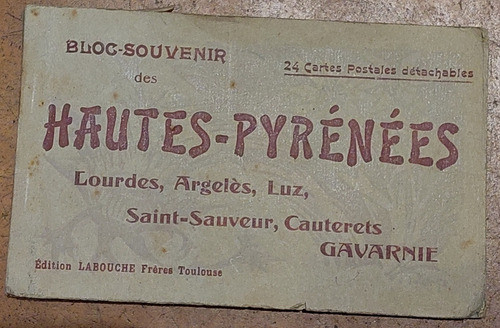 BLOC-SOUVENIR
des
24 Cartes Postales détachables
HAUTES-PYRÉNÉES
Lourdes, Argelès, Luz,
Saint-Sauveur, Cauterets
GAVARNIE
Édition LABOUCHE Frères Toulouse